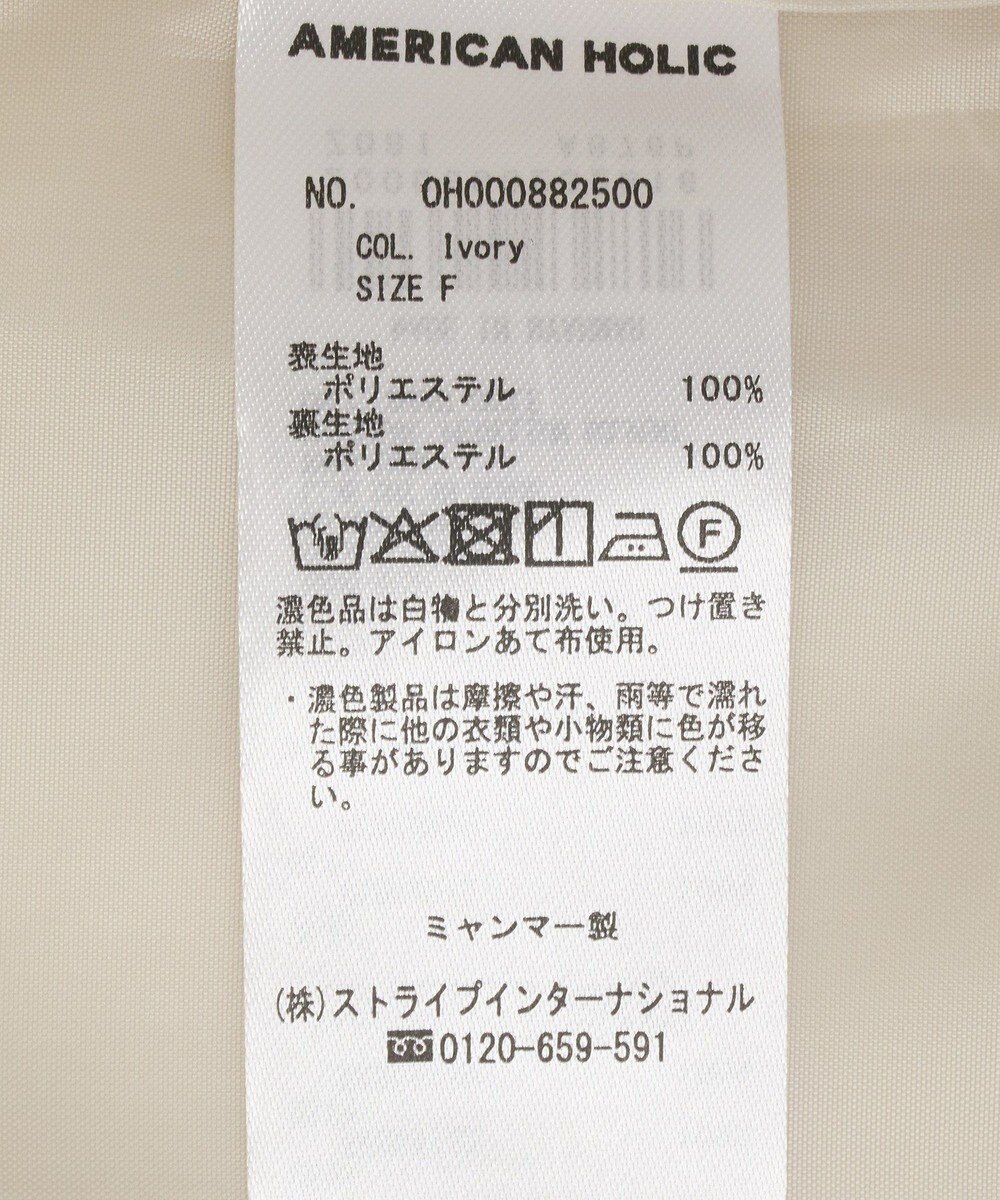 AMERICAN HOLIC
NO. OH000882500
COL. Ivory
SIZE F
表生地
ポリエステル 100%
裏生地
ポリエステル 100%
F
濃色品は白物と分別洗い。つけ置き
禁止。アイロンあて布使用。
・濃色製品は摩擦や汗、雨等で濡れ
た際に他の衣類や小物類に色が移
る事がありますのでご注意くださ
い。
ミャンマー製
(株)ストライプインターナショナル
0120-659-591